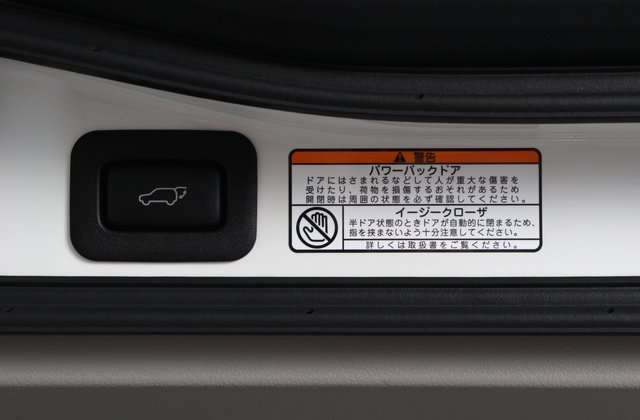 警告
パワーバックドア
ドアにはさまれるなどして人が重大な傷害を
受けたり、荷物を損傷するおそれがあるため
開閉時は周囲の状態を必ず確認してください。
イージークローザ
半ドア状態のときドアが自動的に閉まるため、
指を挟まないよう十分注意してください。
詳しくは取扱書をご覧ください。